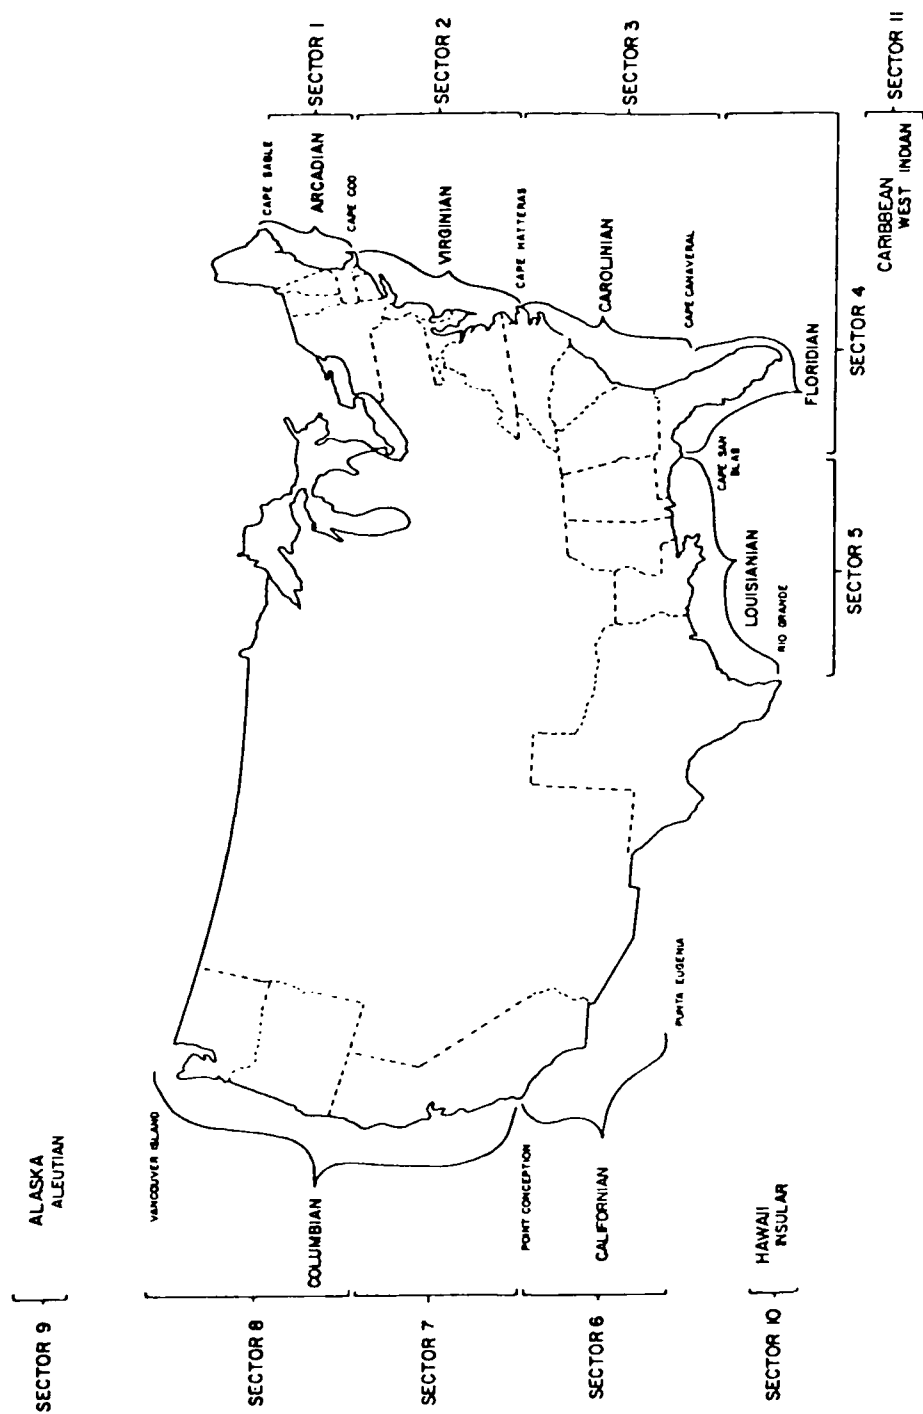 SECTOR 9
ALASKA
ALEUTIAN
SECTOR 8
SECTOR 7
SECTOR 6
SECTOR 10
VANCOUVER ISLAND
COLUMBIAN
POINT CONCEPTION
CALIFORNIAN
PUNTA EUGENIA
HAWAII
INSULAR
CAPE SABLE
ARCADIAN
CAPE COD
VIRGINIAN
CAPE HATTERAS
CAROLINIAN
CAPE CANAVERAL
FLORIDIAN
CAPE SAN
BLAS
LOUISIANIAN
RIO GRANDE
SECTOR 1
SECTOR 2
SECTOR 3
SECTOR 4
SECTOR 5
CARIBBEAN
WEST INDIAN
SECTOR 11